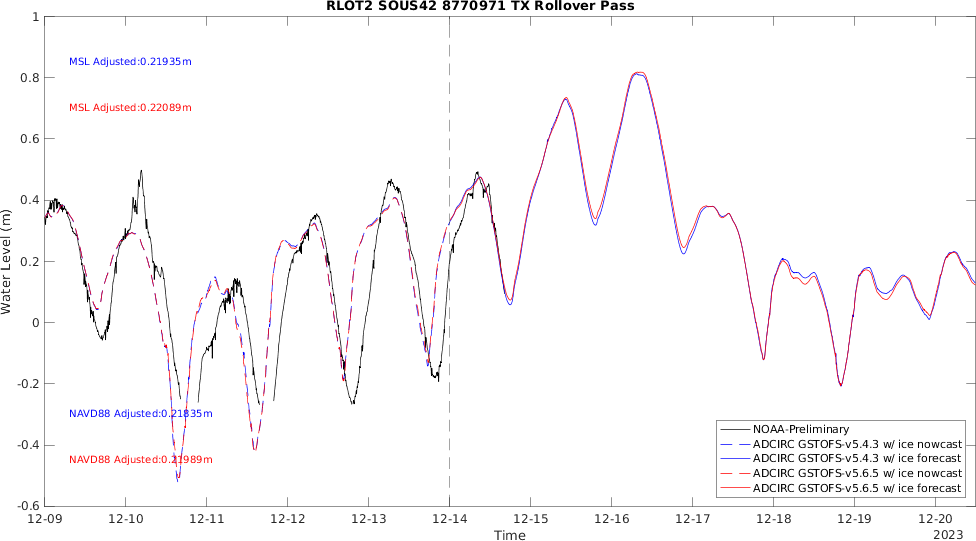 RLOT2 SOUS42 8770971 TX Rollover Pass
1
0.8
0.6
0.4
0.2
0
-0.2
-0.4
-0.6
Water Level (m)
MSL Adjusted:0.21935m
MSL Adjusted:0.22089m
NAVD88 Adjusted:0.21835m
NAVD88 Adjusted:0.21989m
NOAA-Preliminary
ADCIRC GSTOFS-v5.4.3 w/ ice nowcast
ADCIRC GSTOFS-v5.4.3 w/ ice forecast
ADCIRC GSTOFS-v5.6.5 w/ ice nowcast
ADCIRC GSTOFS-v5.6.5 w/ ice forecast
12-09 12-10 12-11 12-12 12-13 12-14 12-15 12-16 12-17 12-18 12-19 12-20
2023
Time